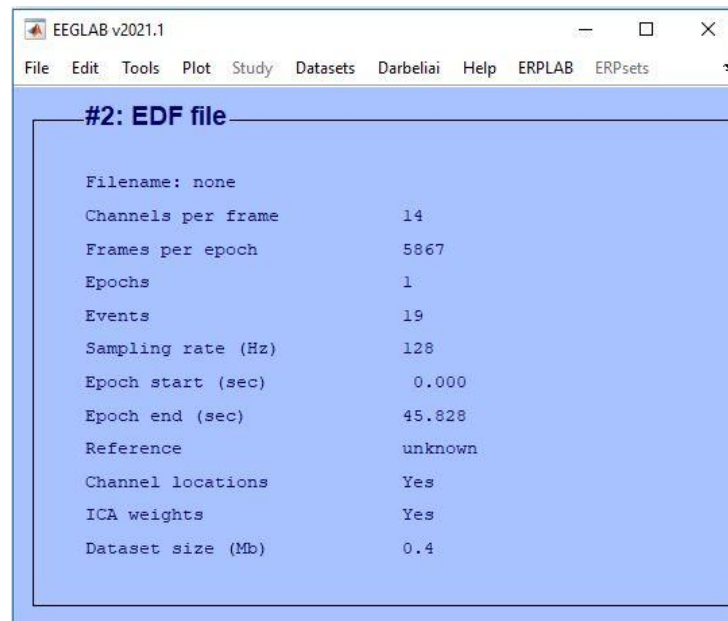 EEGLAB v2021.1
File Edit Tools Plot Study Datasets Darbeliai Help ERPLAB ERPsets
#2: EDF file
Filename: none
Channels per frame 14
Frames per epoch 5867
Epochs 1
Events 19
Sampling rate (Hz) 128
Epoch start (sec) 0.000
Epoch end (sec) 45.828
Reference unknown
Channel locations Yes
ICA weights Yes
Dataset size (Mb) 0.4